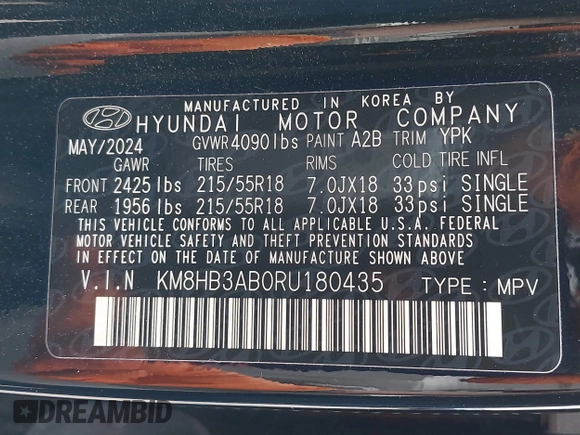 MANUFACTURED IN KOREA BY
HYUNDAI MOTOR COMPANY
MAY/2024 GVWR 4090lbs PAINT A2B TRIM YPK
GAWR TIRES RIMS COLD TIRE INFL
FRONT 2425 lbs 215/55R18 7.0JX18 33psi SINGLE
REAR 1956 lbs 215/55R18 7.0JX18 33psi SINGLE
THIS VEHICLE CONFORMS TO ALL APPLICABLE U.S.A. FEDERAL
MOTOR VEHICLE SAFETY AND THEFT PREVENTION STANDARDS
IN EFFECT ON THE DATE OF MANUFACTURE SHOWN ABOVE
V.I.N KM8HB3AB0RU180435 TYPE : MPV
DREAMBID